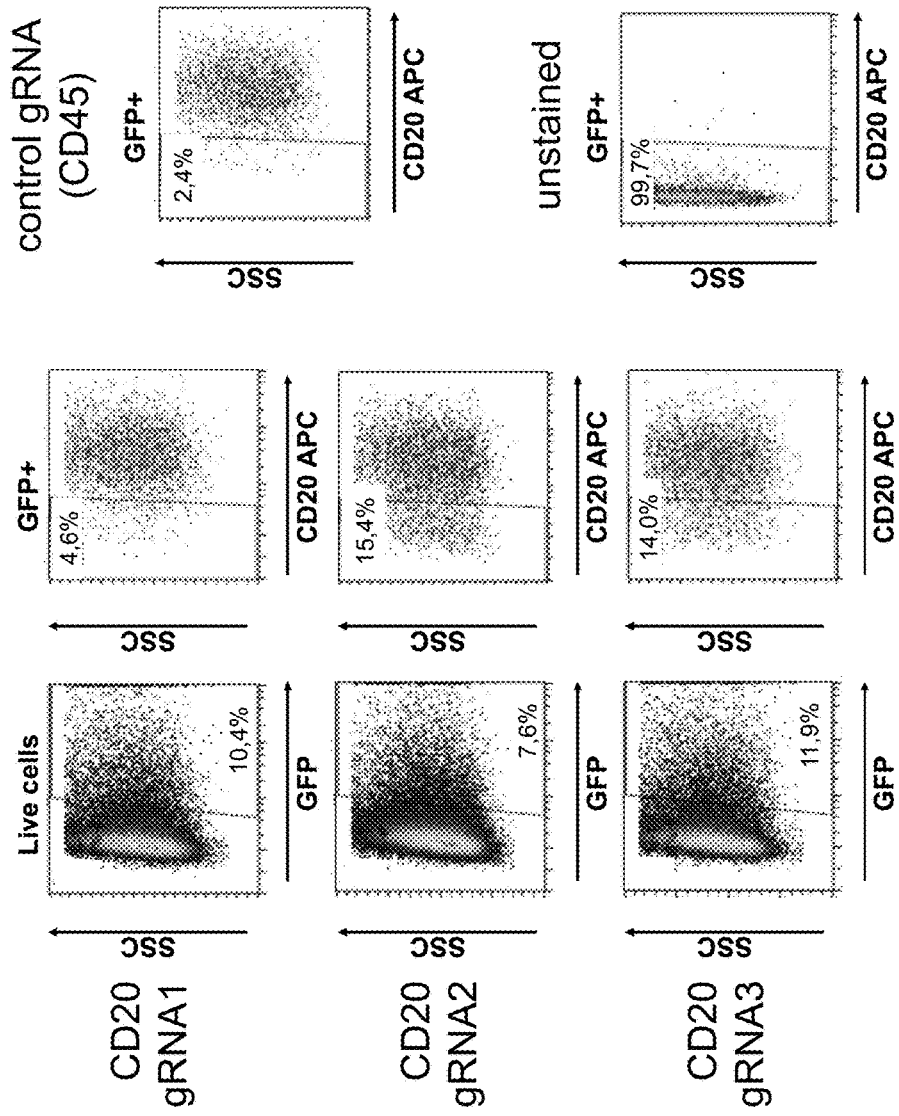 Live cells
GFP+
control gRNA
(CD45)
GFP+
CD20
gRNA1
SSC
10,4%
GFP
SSC
4,6%
CD20 APC
SSC
2,4%
CD20 APC
CD20
gRNA2
SSC
7,6%
GFP
SSC
15,4%
CD20 APC
unstained
GFP+
CD20
gRNA3
SSC
11,9%
GFP
SSC
14,0%
CD20 APC
SSC
99,7%
CD20 APC